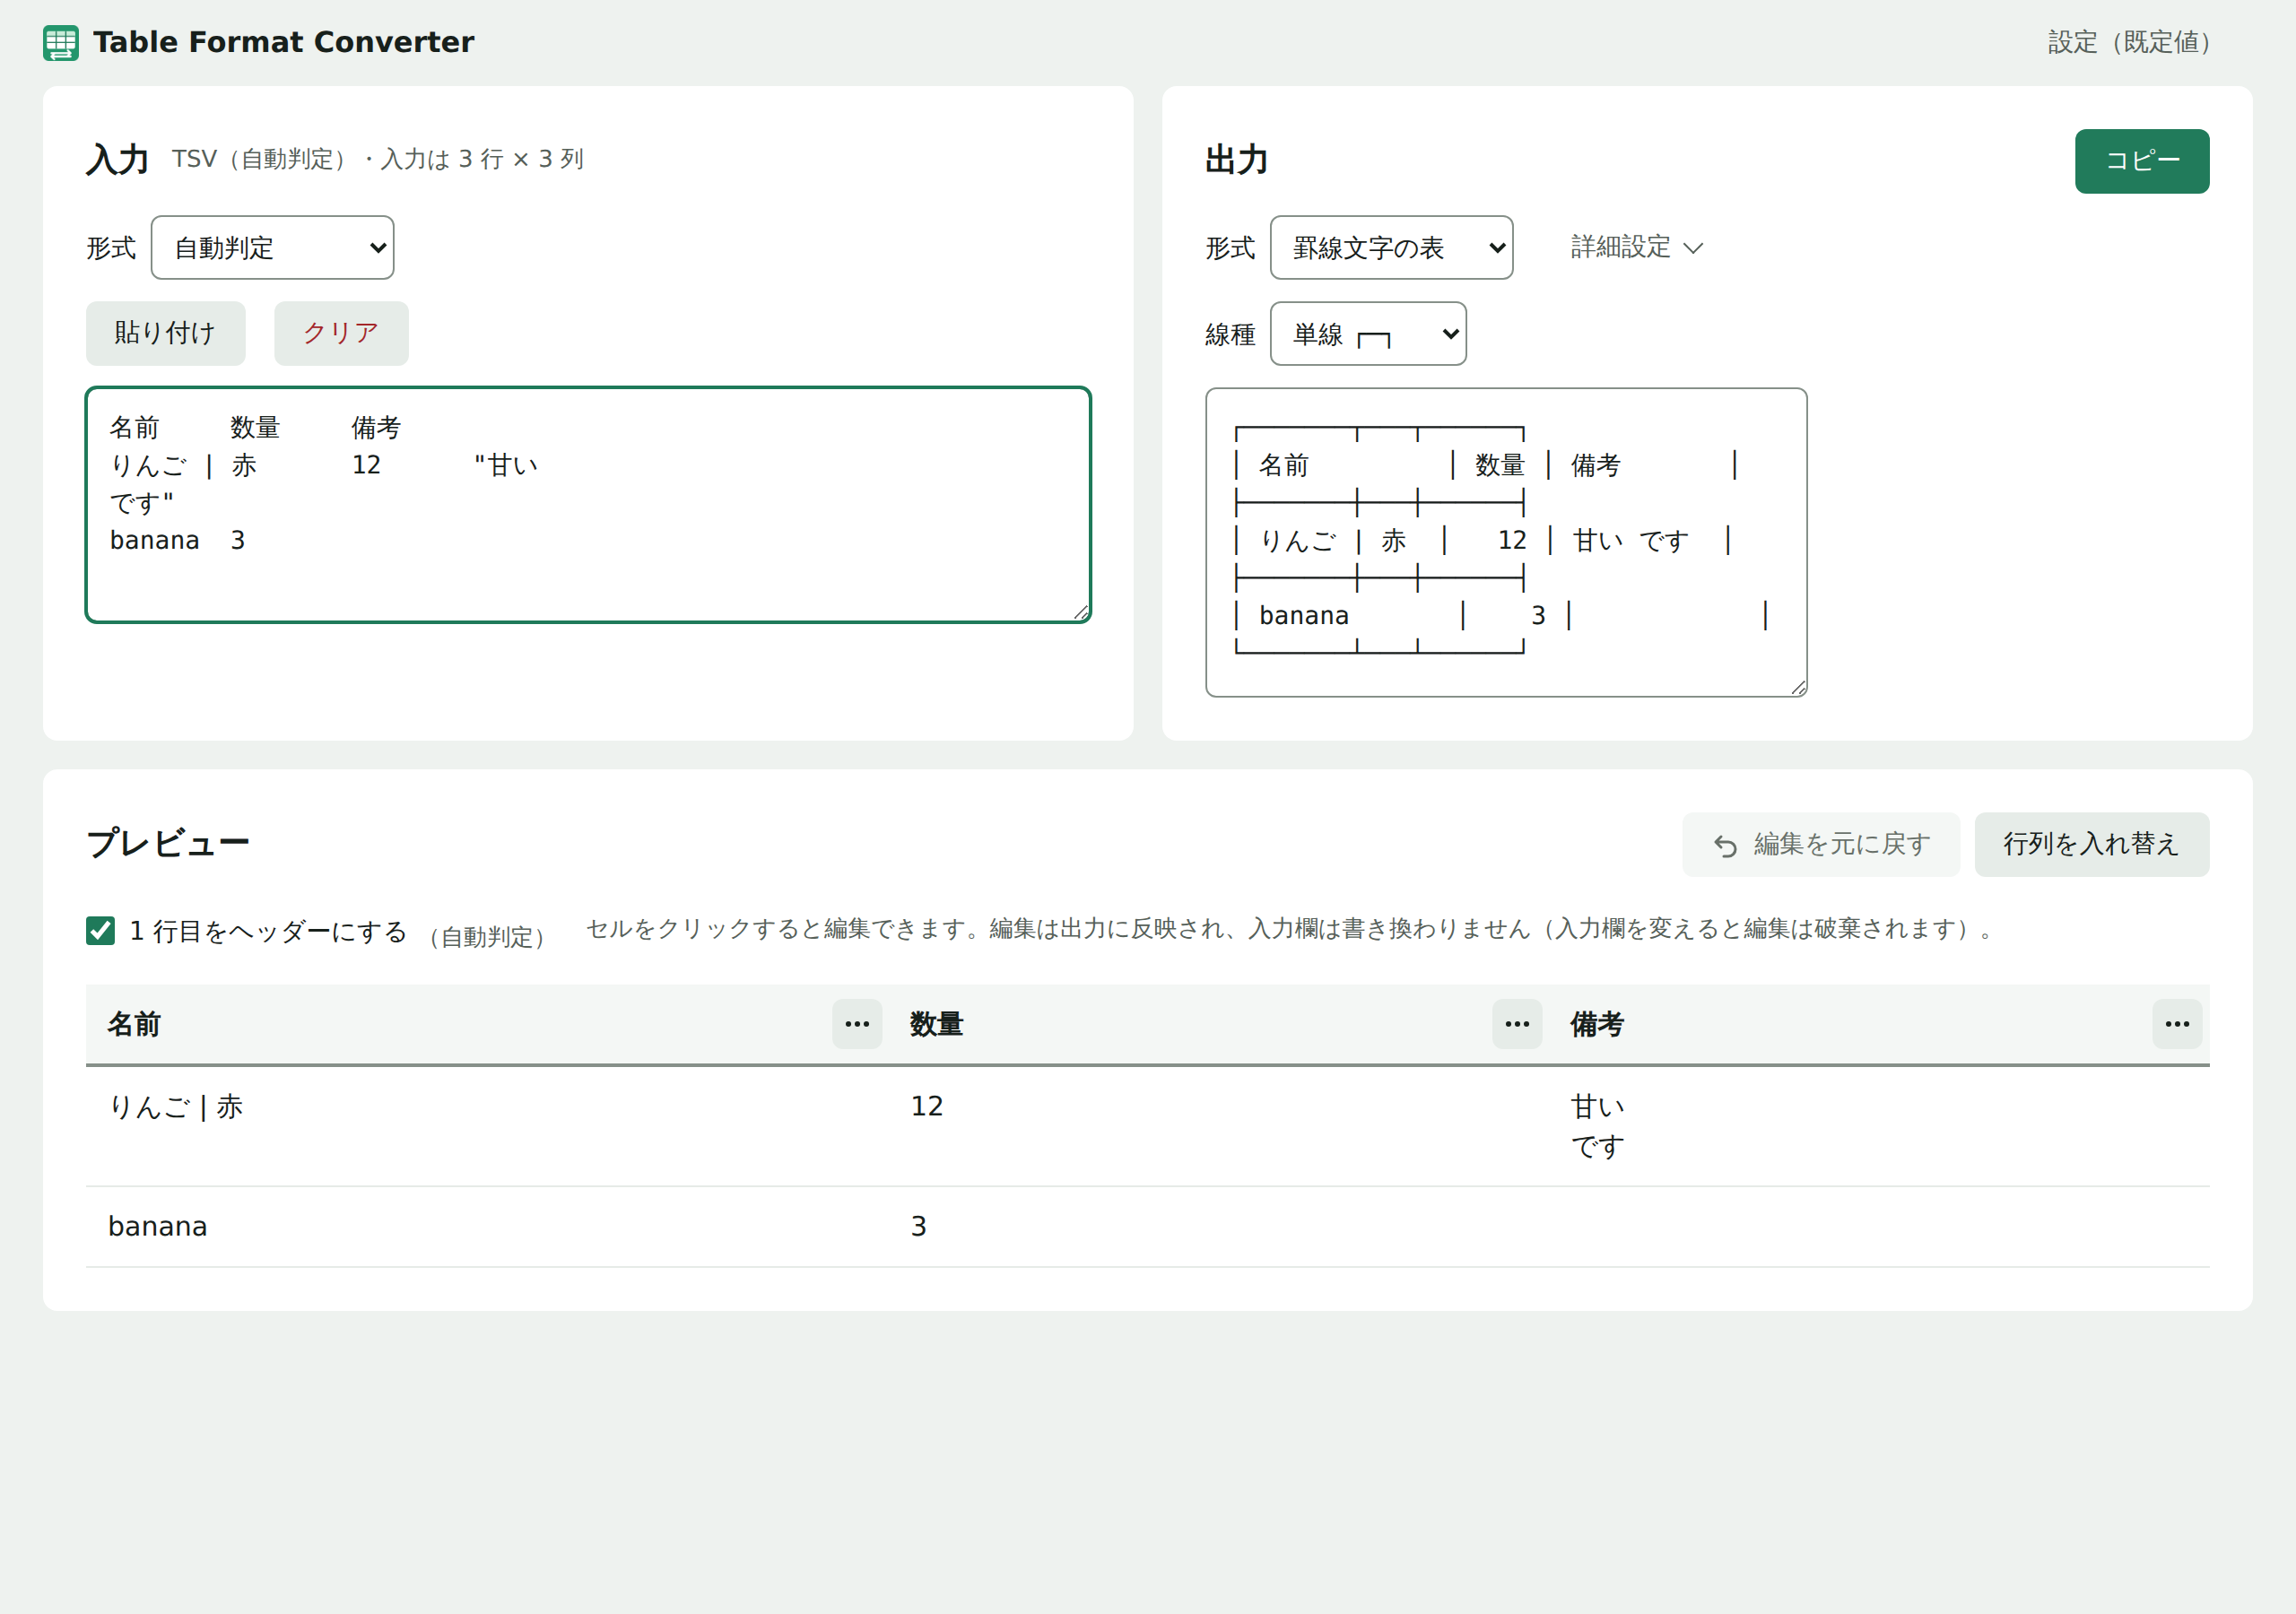 Table Format Converter
設定（既定値）
入力 TSV（自動判定）・入力は 3 行 × 3 列
形式 自動判定
貼り付け クリア
名前 数量 備考
りんご | 赤 12 "甘い
です"
banana 3
出力 コピー
形式 罫線文字の表 詳細設定
線種 単線 ┌─┐
┌──────────┬────┬────────┐
│ 名前         │ 数量 │ 備考       │
├──────────┼────┼────────┤
│ りんご | 赤  │   12 │ 甘い です  │
├──────────┼────┼────────┤
│ banana       │    3 │            │
└──────────┴────┴────────┘
プレビュー 編集を元に戻す 行列を入れ替え
1 行目をヘッダーにする （自動判定） セルをクリックすると編集できます。編集は出力に反映され、入力欄は書き換わりません（入力欄を変えると編集は破棄されます）。
名前 ••• 数量 ••• 備考 •••
りんご | 赤 12 甘い
です
banana 3